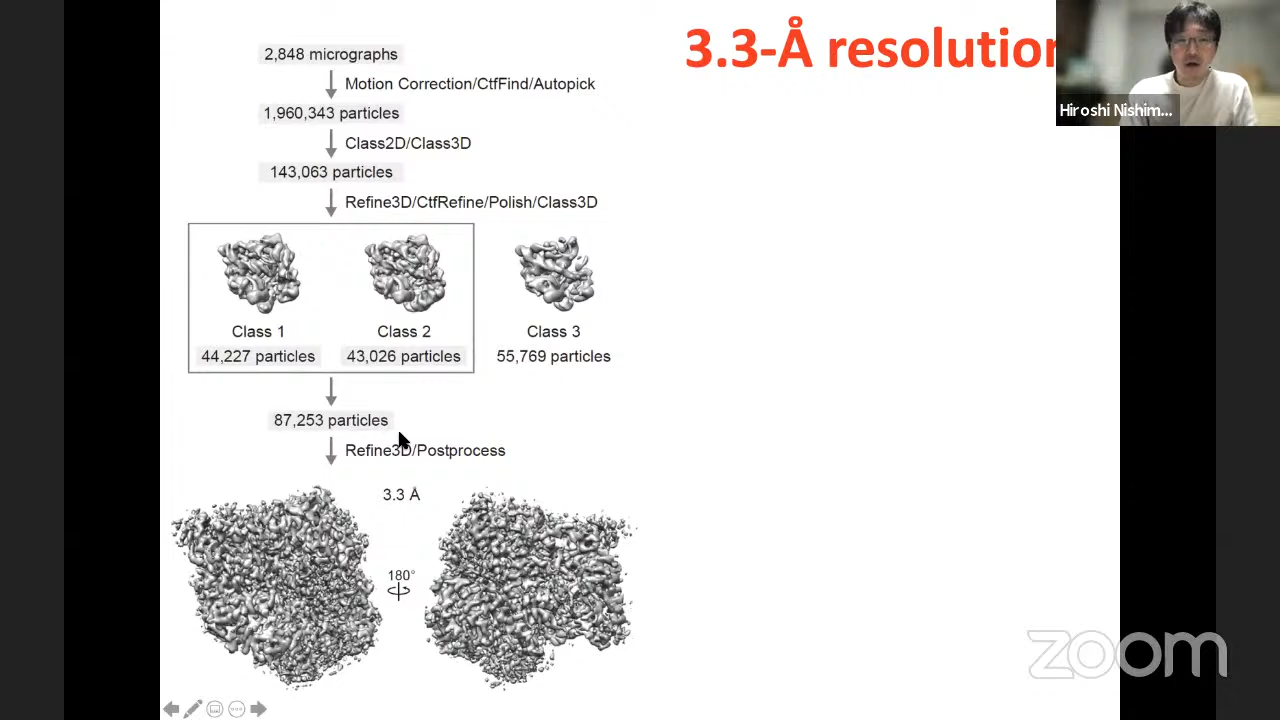 3.3-Å resolution
Hiroshi Nishim...
2,848 micrographs
Motion Correction/CtfFind/Autopick
1,960,343 particles
Class2D/Class3D
143,063 particles
Refine3D/CtfRefine/Polish/Class3D
Class 1
44,227 particles
Class 2
43,026 particles
Class 3
55,769 particles
87,253 particles
Refine3D/Postprocess
3.3 Å
180°
zoom